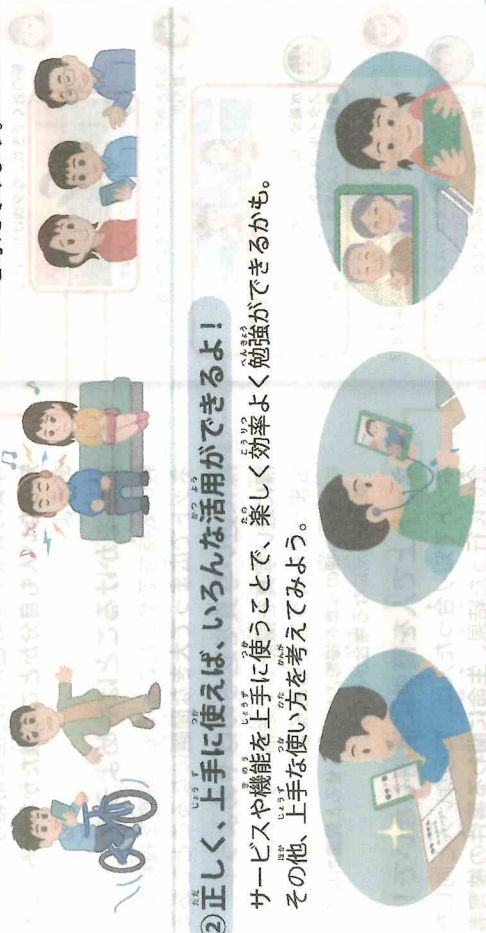 ②正しく、上手に使えば、いろんな活用ができるよ！
サービスや機能を上手に使うことで、楽しく効率よく勉強ができるかも。
その他、上手な使い方を考えてみよう。